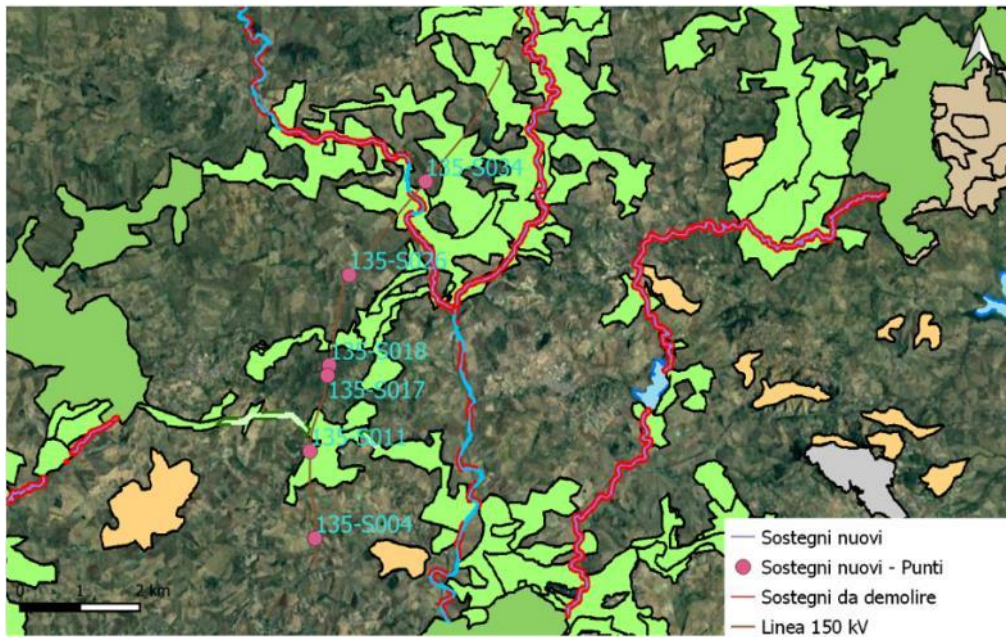 135-S034
135-S026
135-S018
135-S017
135-S011
135-S004
0 1 2 km
Sostegni nuovi
Sostegni nuovi - Punti
Sostegni da demolire
Linea 150 kV